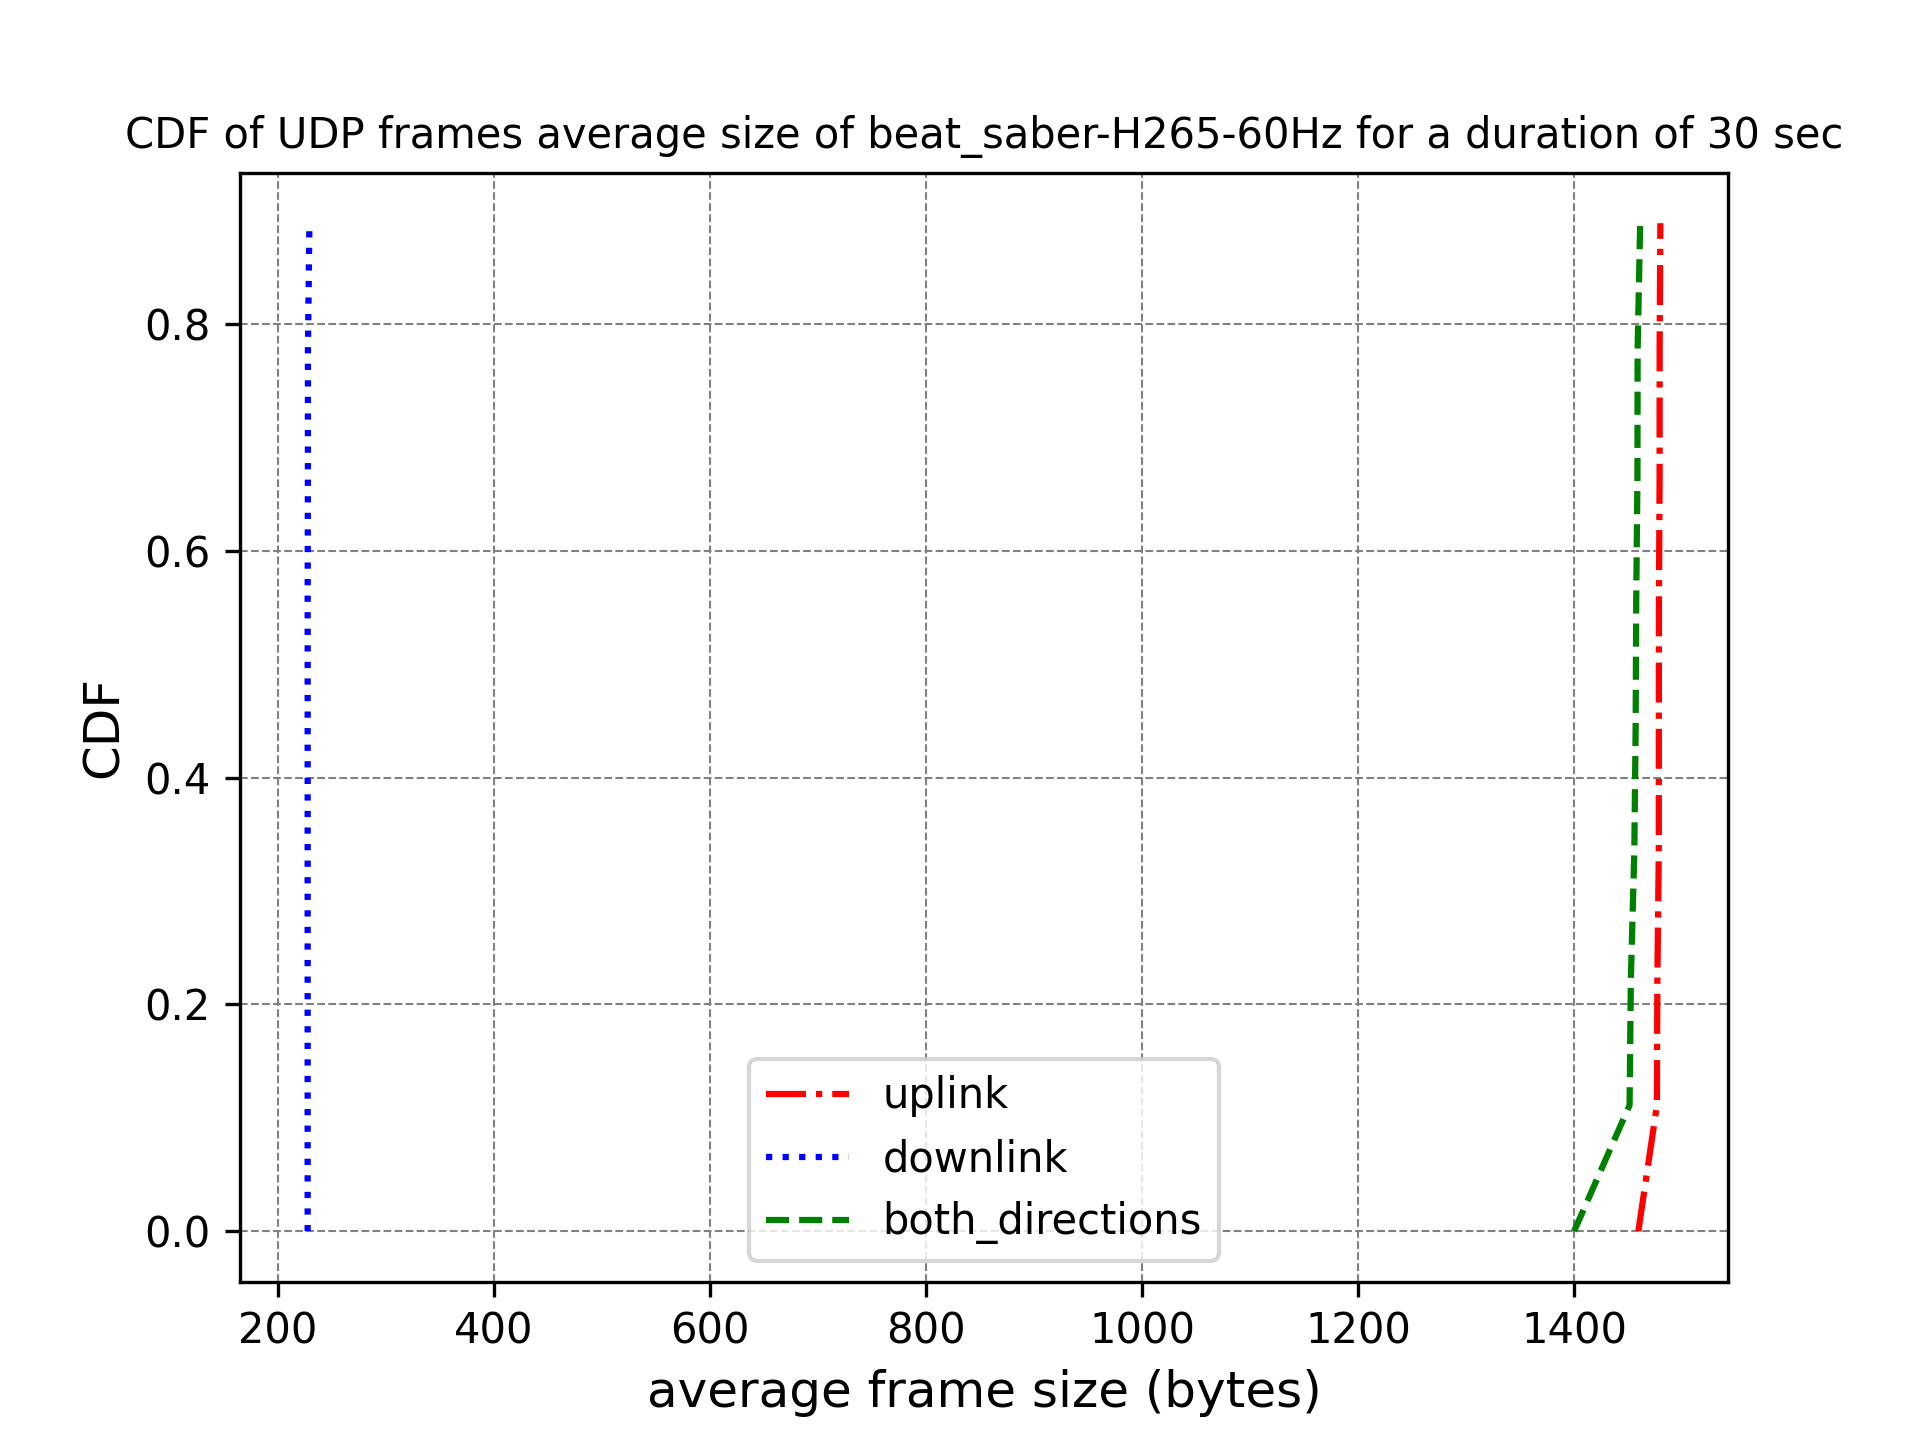 CDF of UDP frames average size of beat_saber-H265-60Hz for a duration of 30 sec
CDF
0.8
0.6
0.4
0.2
0.0
uplink
downlink
both_directions
200 400 600 800 1000 1200 1400
average frame size (bytes)